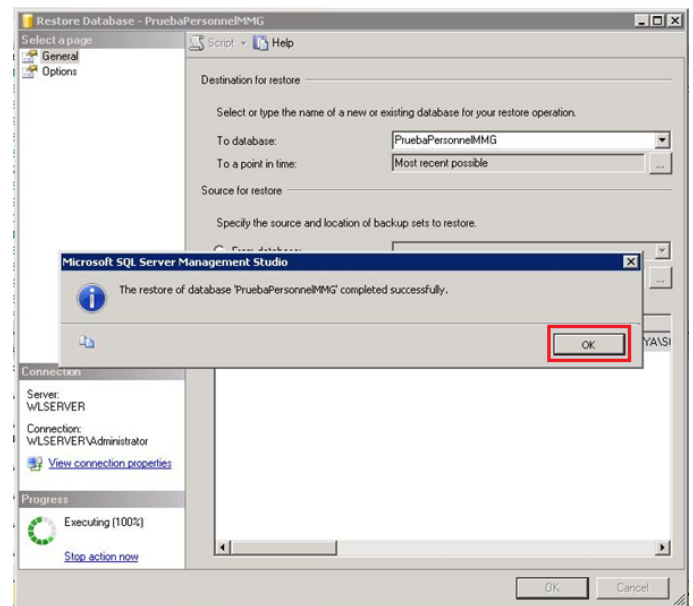 Restore Database - PruebaPersonnelMMG
Select a page
General
Options
Script
Help
Destination for restore
Select or type the name of a new or existing database for your restore operation.
To database:
PruebaPersonnelMMG
To a point in time:
Most recent possible
...
Source for restore
Specify the source and location of backup sets to restore.
From database:
Microsoft SQL Server Management Studio
The restore of database 'PruebaPersonnelMMG' completed successfully.
OK
...
Connection
Server:
WLSERVER
Connection:
WLSERVER\Administrator
View connection properties
Progress
Executing (100%)
Stop action now
OK
Cancel